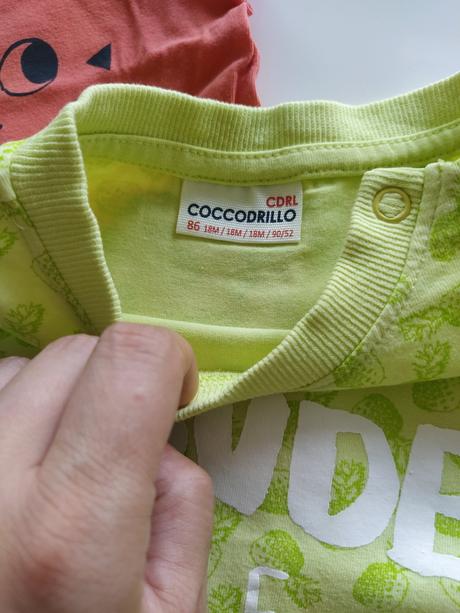 CDRL
COCCODRILLO
86 18M / 18M / 18M / 90/52